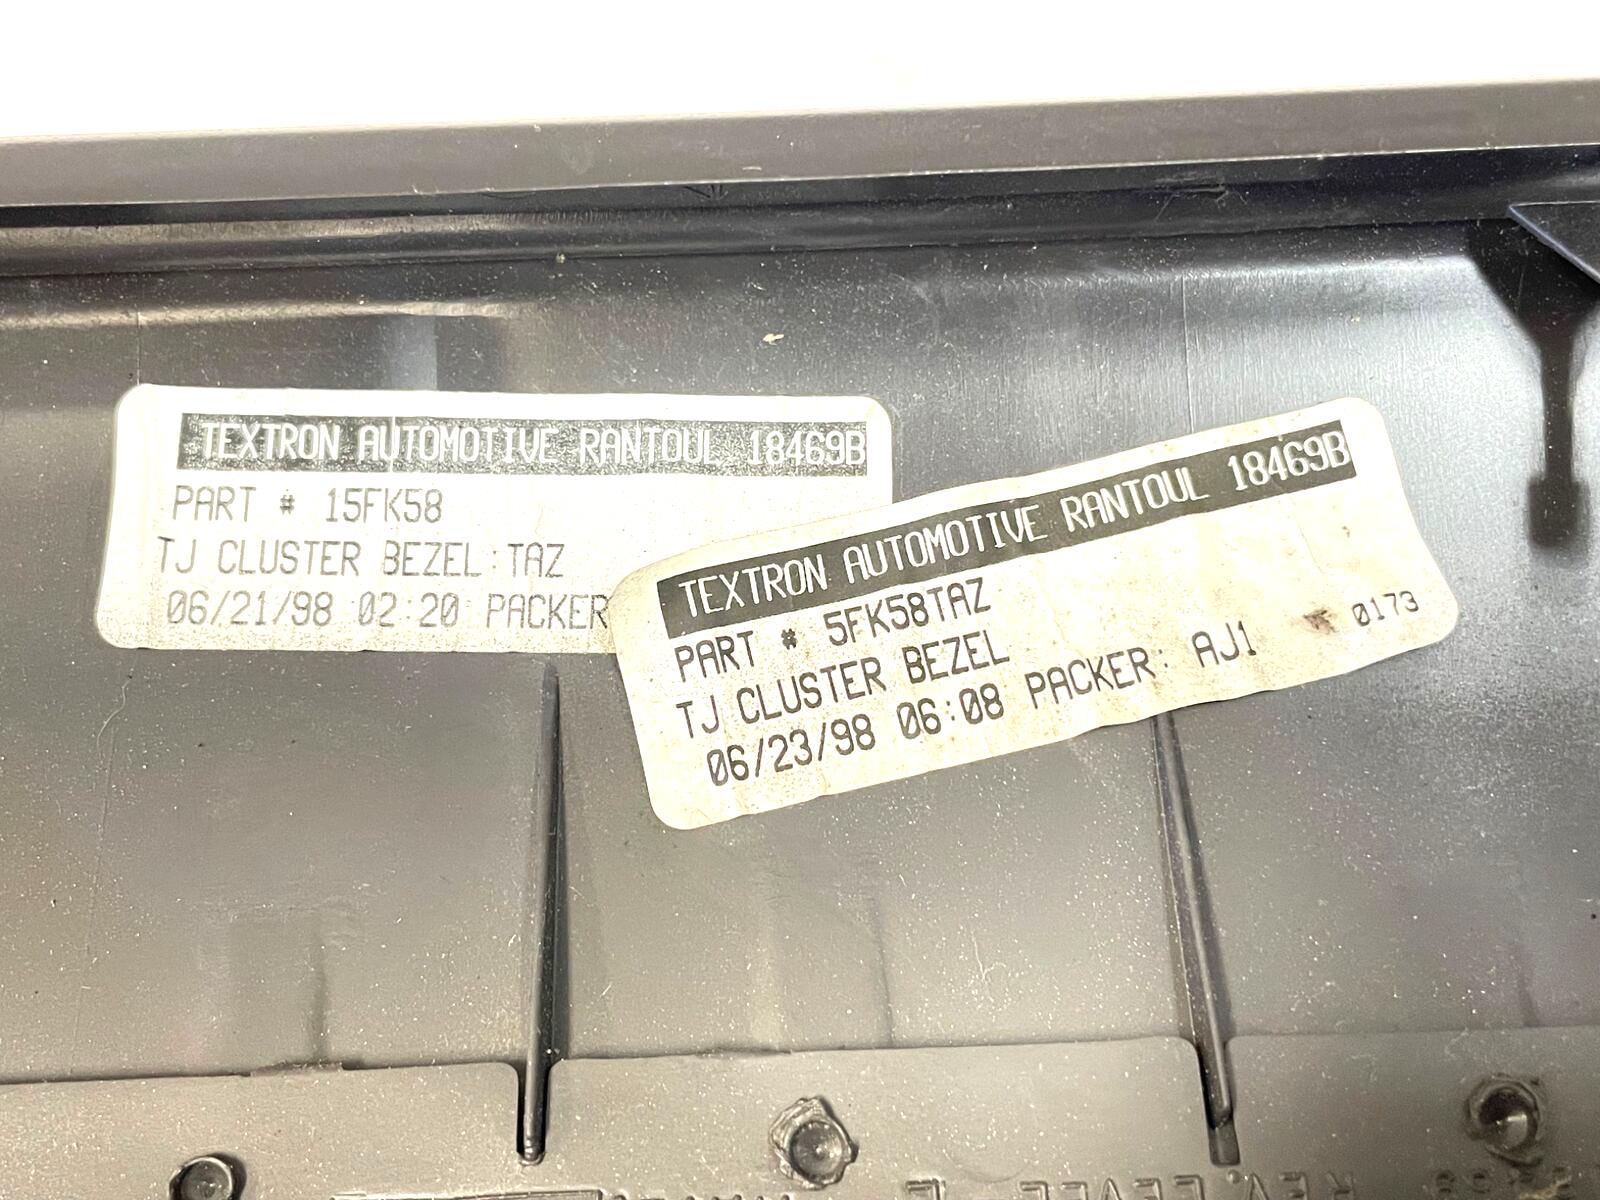 TEXTRON AUTOMOTIVE RANTOUL 18469B
PART # 15FK58
TJ CLUSTER BEZEL TAZ
06/21/98 02:20 PACKER
TEXTRON AUTOMOTIVE RANTOUL 18469B
PART # 5FK58TAZ
TJ CLUSTER BEZEL
06/23/98 06:08 PACKER: AJ1
0173